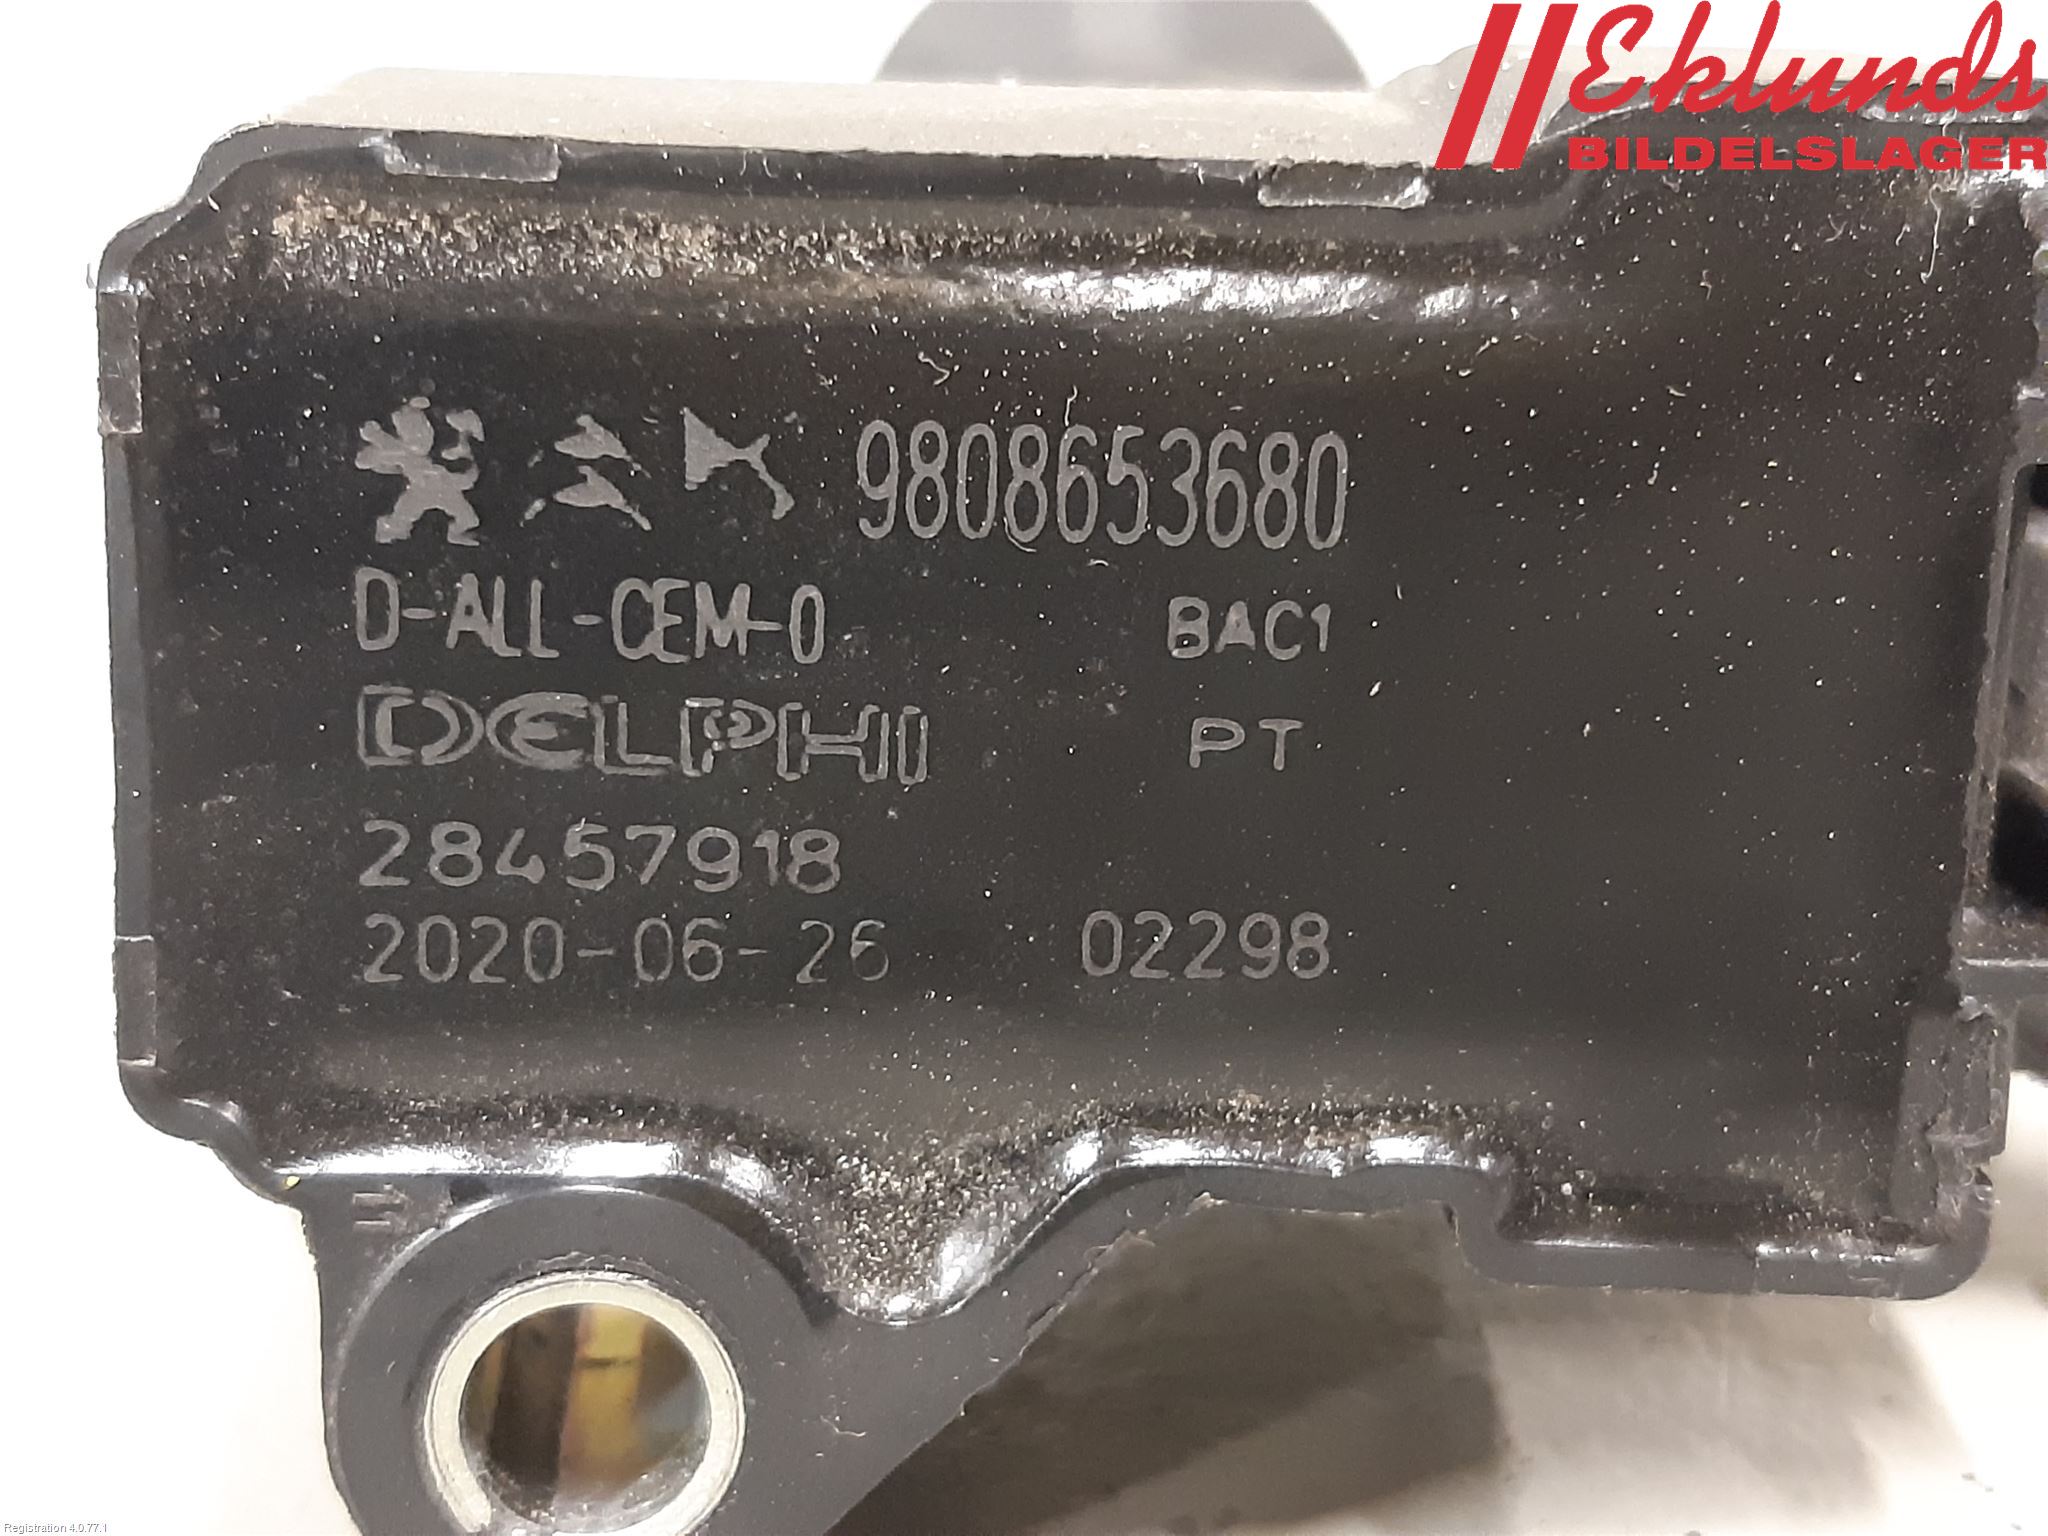 Eklunds
BILDELSLAGER
9808653680
D-ALL-CEM-0 BAC1
DELPHI PT
28457918
2020-06-26 02298
11
Registration 4.0.77.1